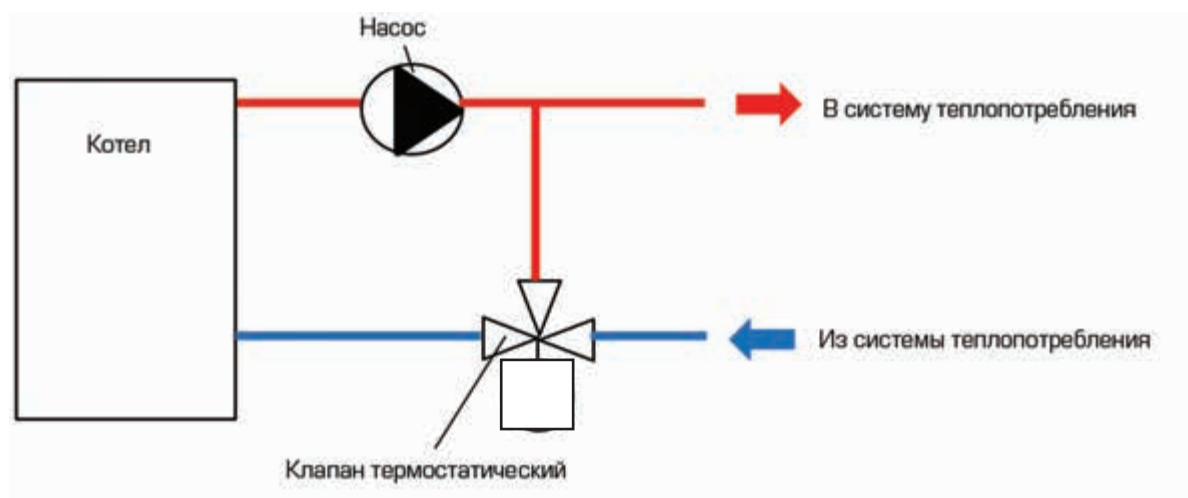 Насос
В систему теплопотребления
Котел
Из системы теплопотребления
Клапан термостатический